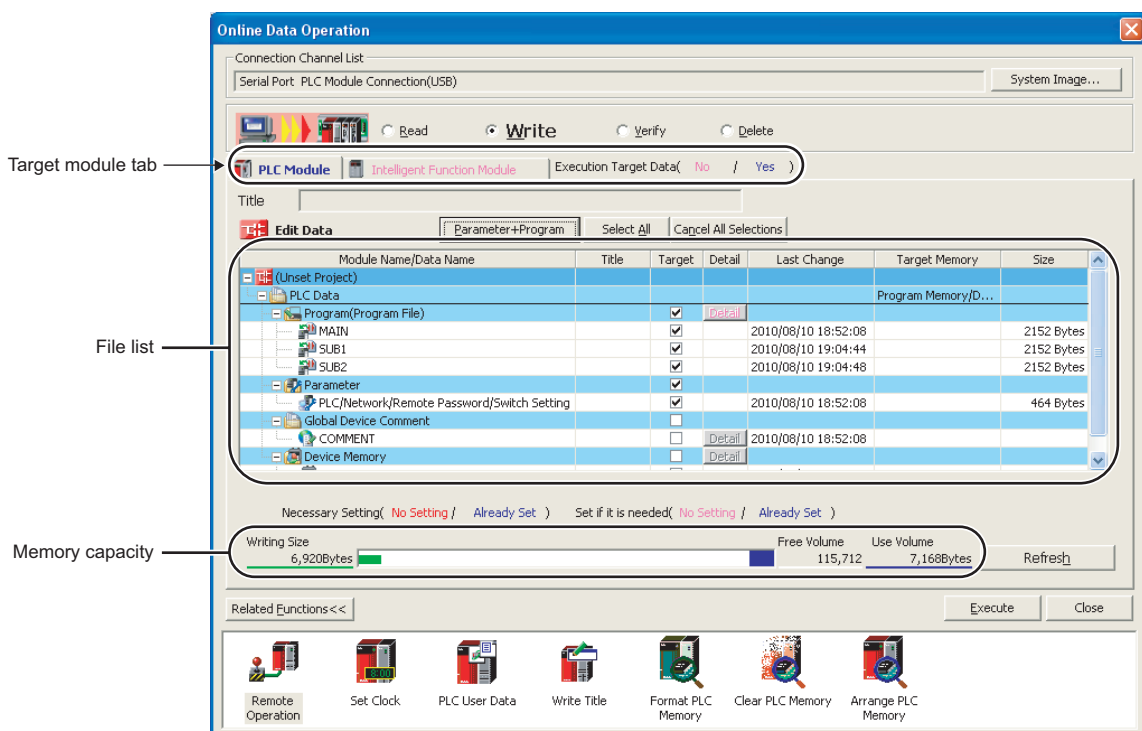 Online Data Operation
Connection Channel List
Serial Port PLC Module Connection(USB)
System Image...
Read
Write
Verify
Delete
Target module tab
PLC Module
Intelligent Function Module
Execution Target Data( No / Yes )
Title
Edit Data
Parameter+Program
Select All
Cancel All Selections
Module Name/Data Name Title Target Detail Last Change Target Memory Size
(Unset Project)
PLC Data Program Memory/D...
Program(Program File) Detail
MAIN 2010/08/10 18:52:08 2152 Bytes
File list
SUB1 2010/08/10 19:04:44 2152 Bytes
SUB2 2010/08/10 19:04:48 2152 Bytes
Parameter
PLC/Network/Remote Password/Switch Setting 2010/08/10 18:52:08 464 Bytes
Global Device Comment
COMMENT Detail 2010/08/10 18:52:08
Device Memory Detail
Necessary Setting( No Setting / Already Set ) Set if it is needed( No Setting / Already Set )
Memory capacity
Writing Size Free Volume Use Volume
6,920Bytes 115,712 7,168Bytes
Refresh
Related Functions<<
Execute
Close
8:00
Remote Operation
Set Clock
PLC User Data
Write Title
Format PLC Memory
Clear PLC Memory
Arrange PLC Memory